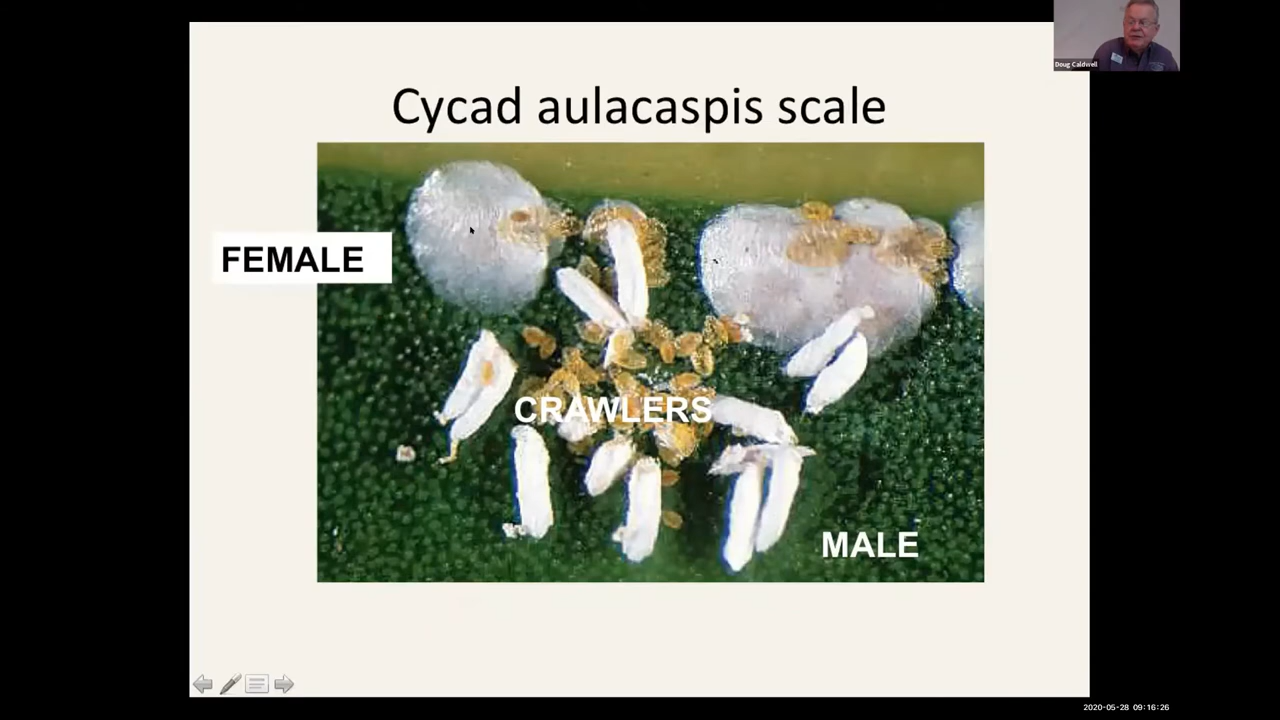 Doug Caldwell
Cycad aulacaspis scale
FEMALE
CRAWLERS
MALE
2020-05-28 09:16:26